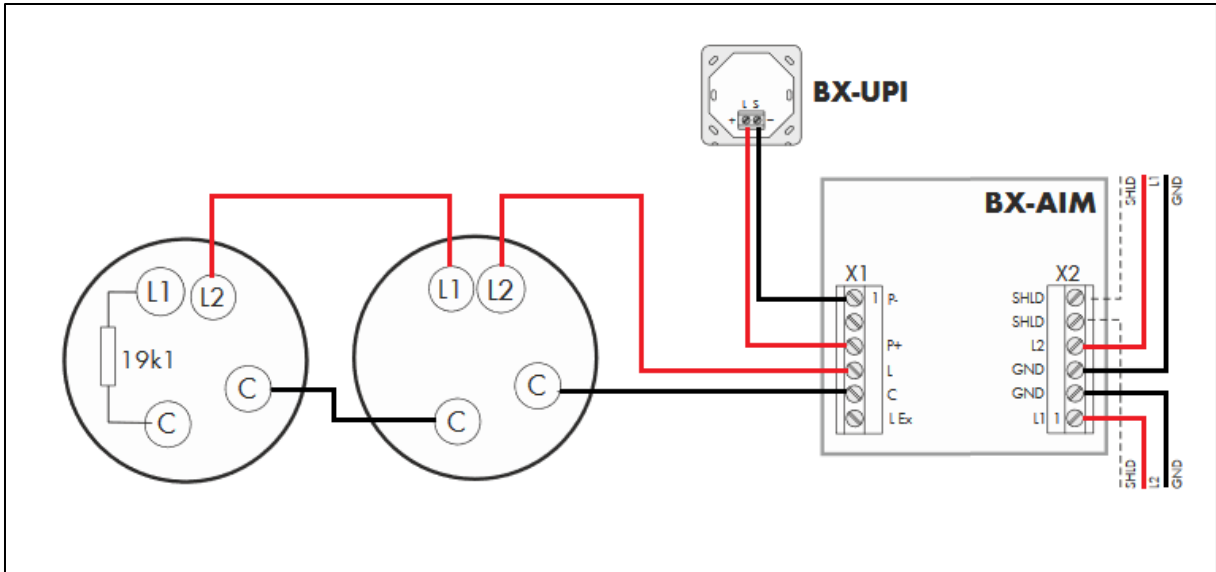 BX-UPI
L S
+ -
BX-AIM
SHLD
L1
GND
X1
X2
1 P-
P+
L
C
L Ex
SHLD
SHLD
L2
GND
GND
L1 1
SHLD
L2
GND
L1
L2
19k1
C
C
L1
L2
C
C